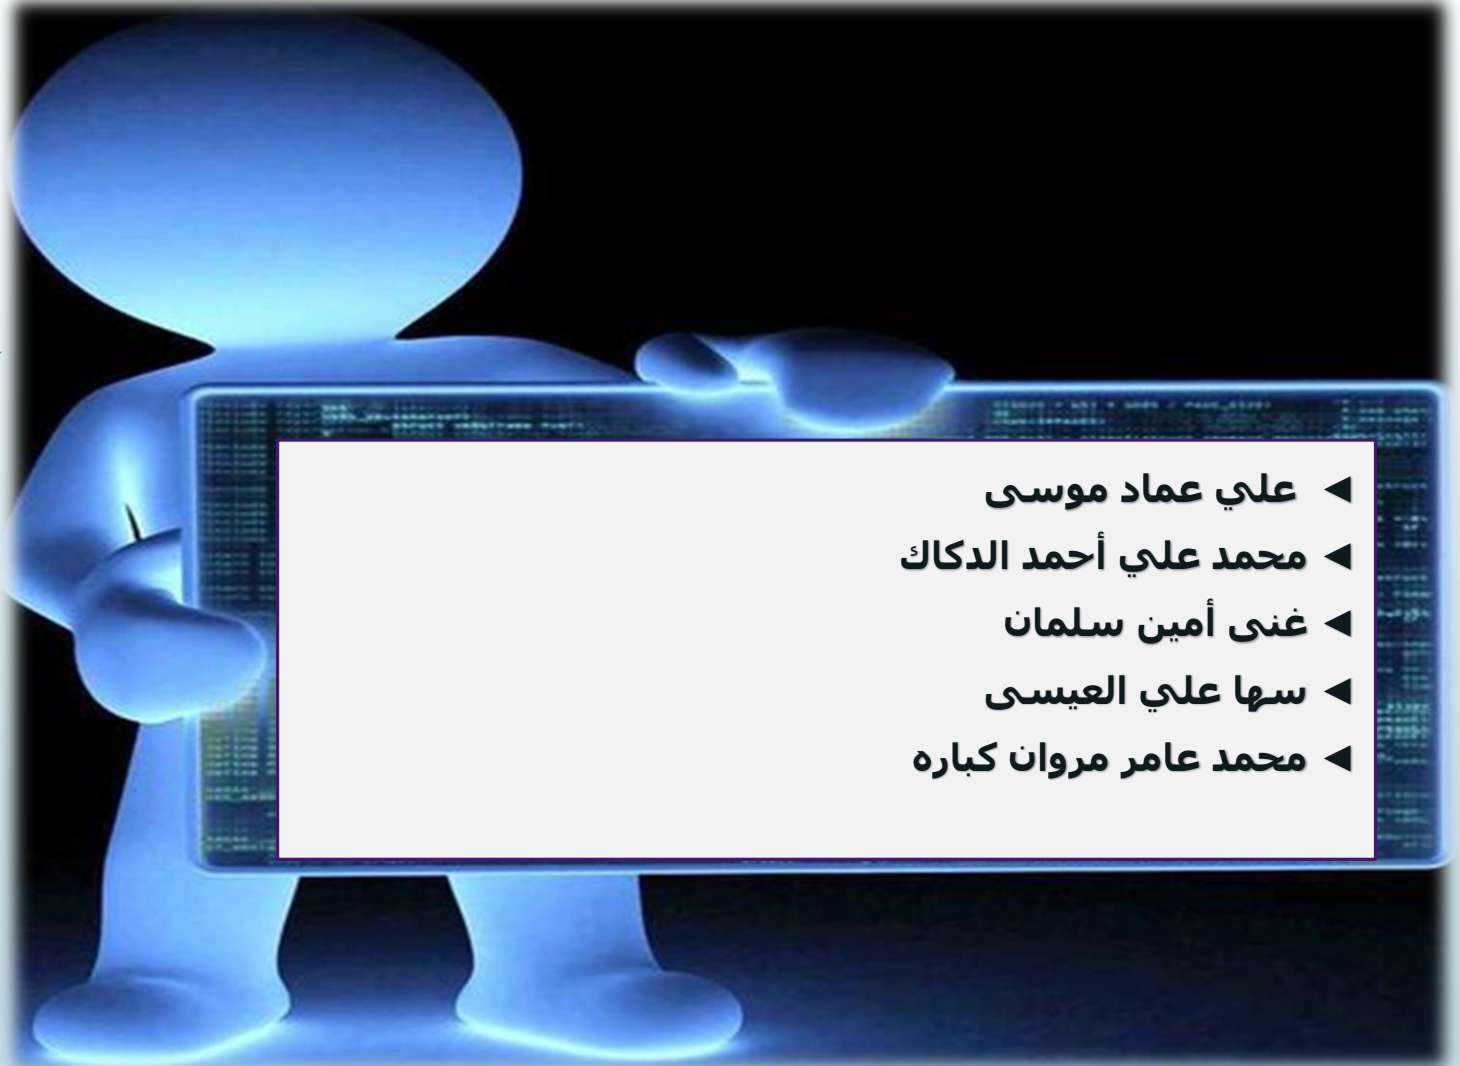 ◄ علي عماد موسى
◄ محمد علي أحمد الدكاك
◄ غنى أمين سلمان
◄ سها علي العيسى
◄ محمد عامر مروان كباره